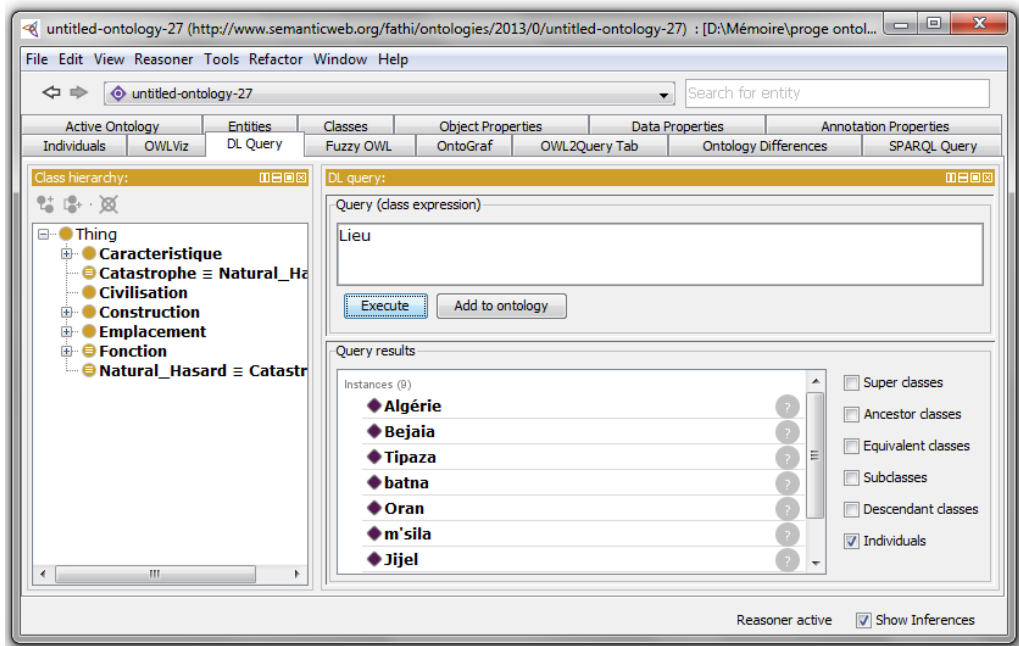 untitled-ontology-27 (http://www.semanticweb.org/fathi/ontologies/2013/0/untitled-ontology-27) : [D:\Mémoire\proge ontol...
File Edit View Reasoner Tools Refactor Window Help
untitled-ontology-27 Search for entity
Active Ontology Entities Classes Object Properties Data Properties Annotation Properties
Individuals OWLViz DL Query Fuzzy OWL OntoGraf OWL2Query Tab Ontology Differences SPARQL Query
Class hierarchy:
Thing
Caracteristique
Catastrophe ≡ Natural_Ha
Civilisation
Construction
Emplacement
Fonction
Natural_Hasard ≡ Catastr
DL query:
Query (class expression)
Lieu
Execute Add to ontology
Query results
Instances (9)
Algérie ?
Bejaia ?
Tipaza ?
batna ?
Oran ?
m'sila ?
Jijel ?
Super classes
Ancestor classes
Equivalent classes
Subclasses
Descendant classes
Individuals
Reasoner active Show Inferences